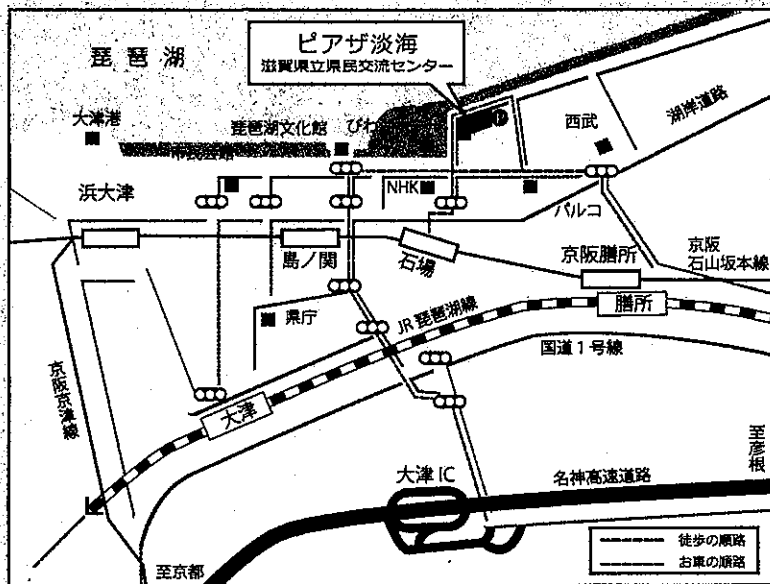 ピアザ淡海
滋賀県立県民交流センター
琵琶湖
大津港
琵琶湖文化館
びわ
西武
湖岸道路
市民会館
浜大津
NHK
パルコ
島ノ関
石場
京阪膳所
京阪
石山坂本線
県庁
JR琵琶湖線
膳所
国道1号線
京阪京津線
大津
大津IC
名神高速道路
至彦根
至京都
徒歩の順路
お車の順路